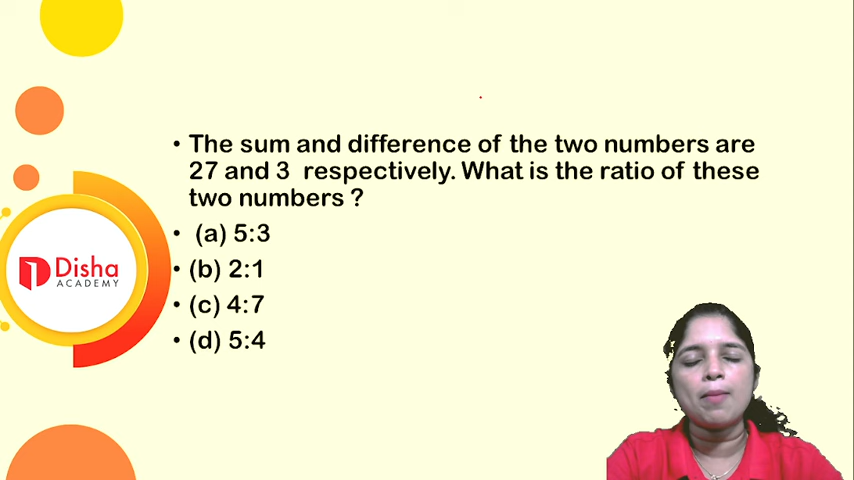 • The sum and difference of the two numbers are
27 and 3 respectively. What is the ratio of these
two numbers ?
• (a) 5:3
• (b) 2:1
• (c) 4:7
• (d) 5:4
Disha
ACADEMY